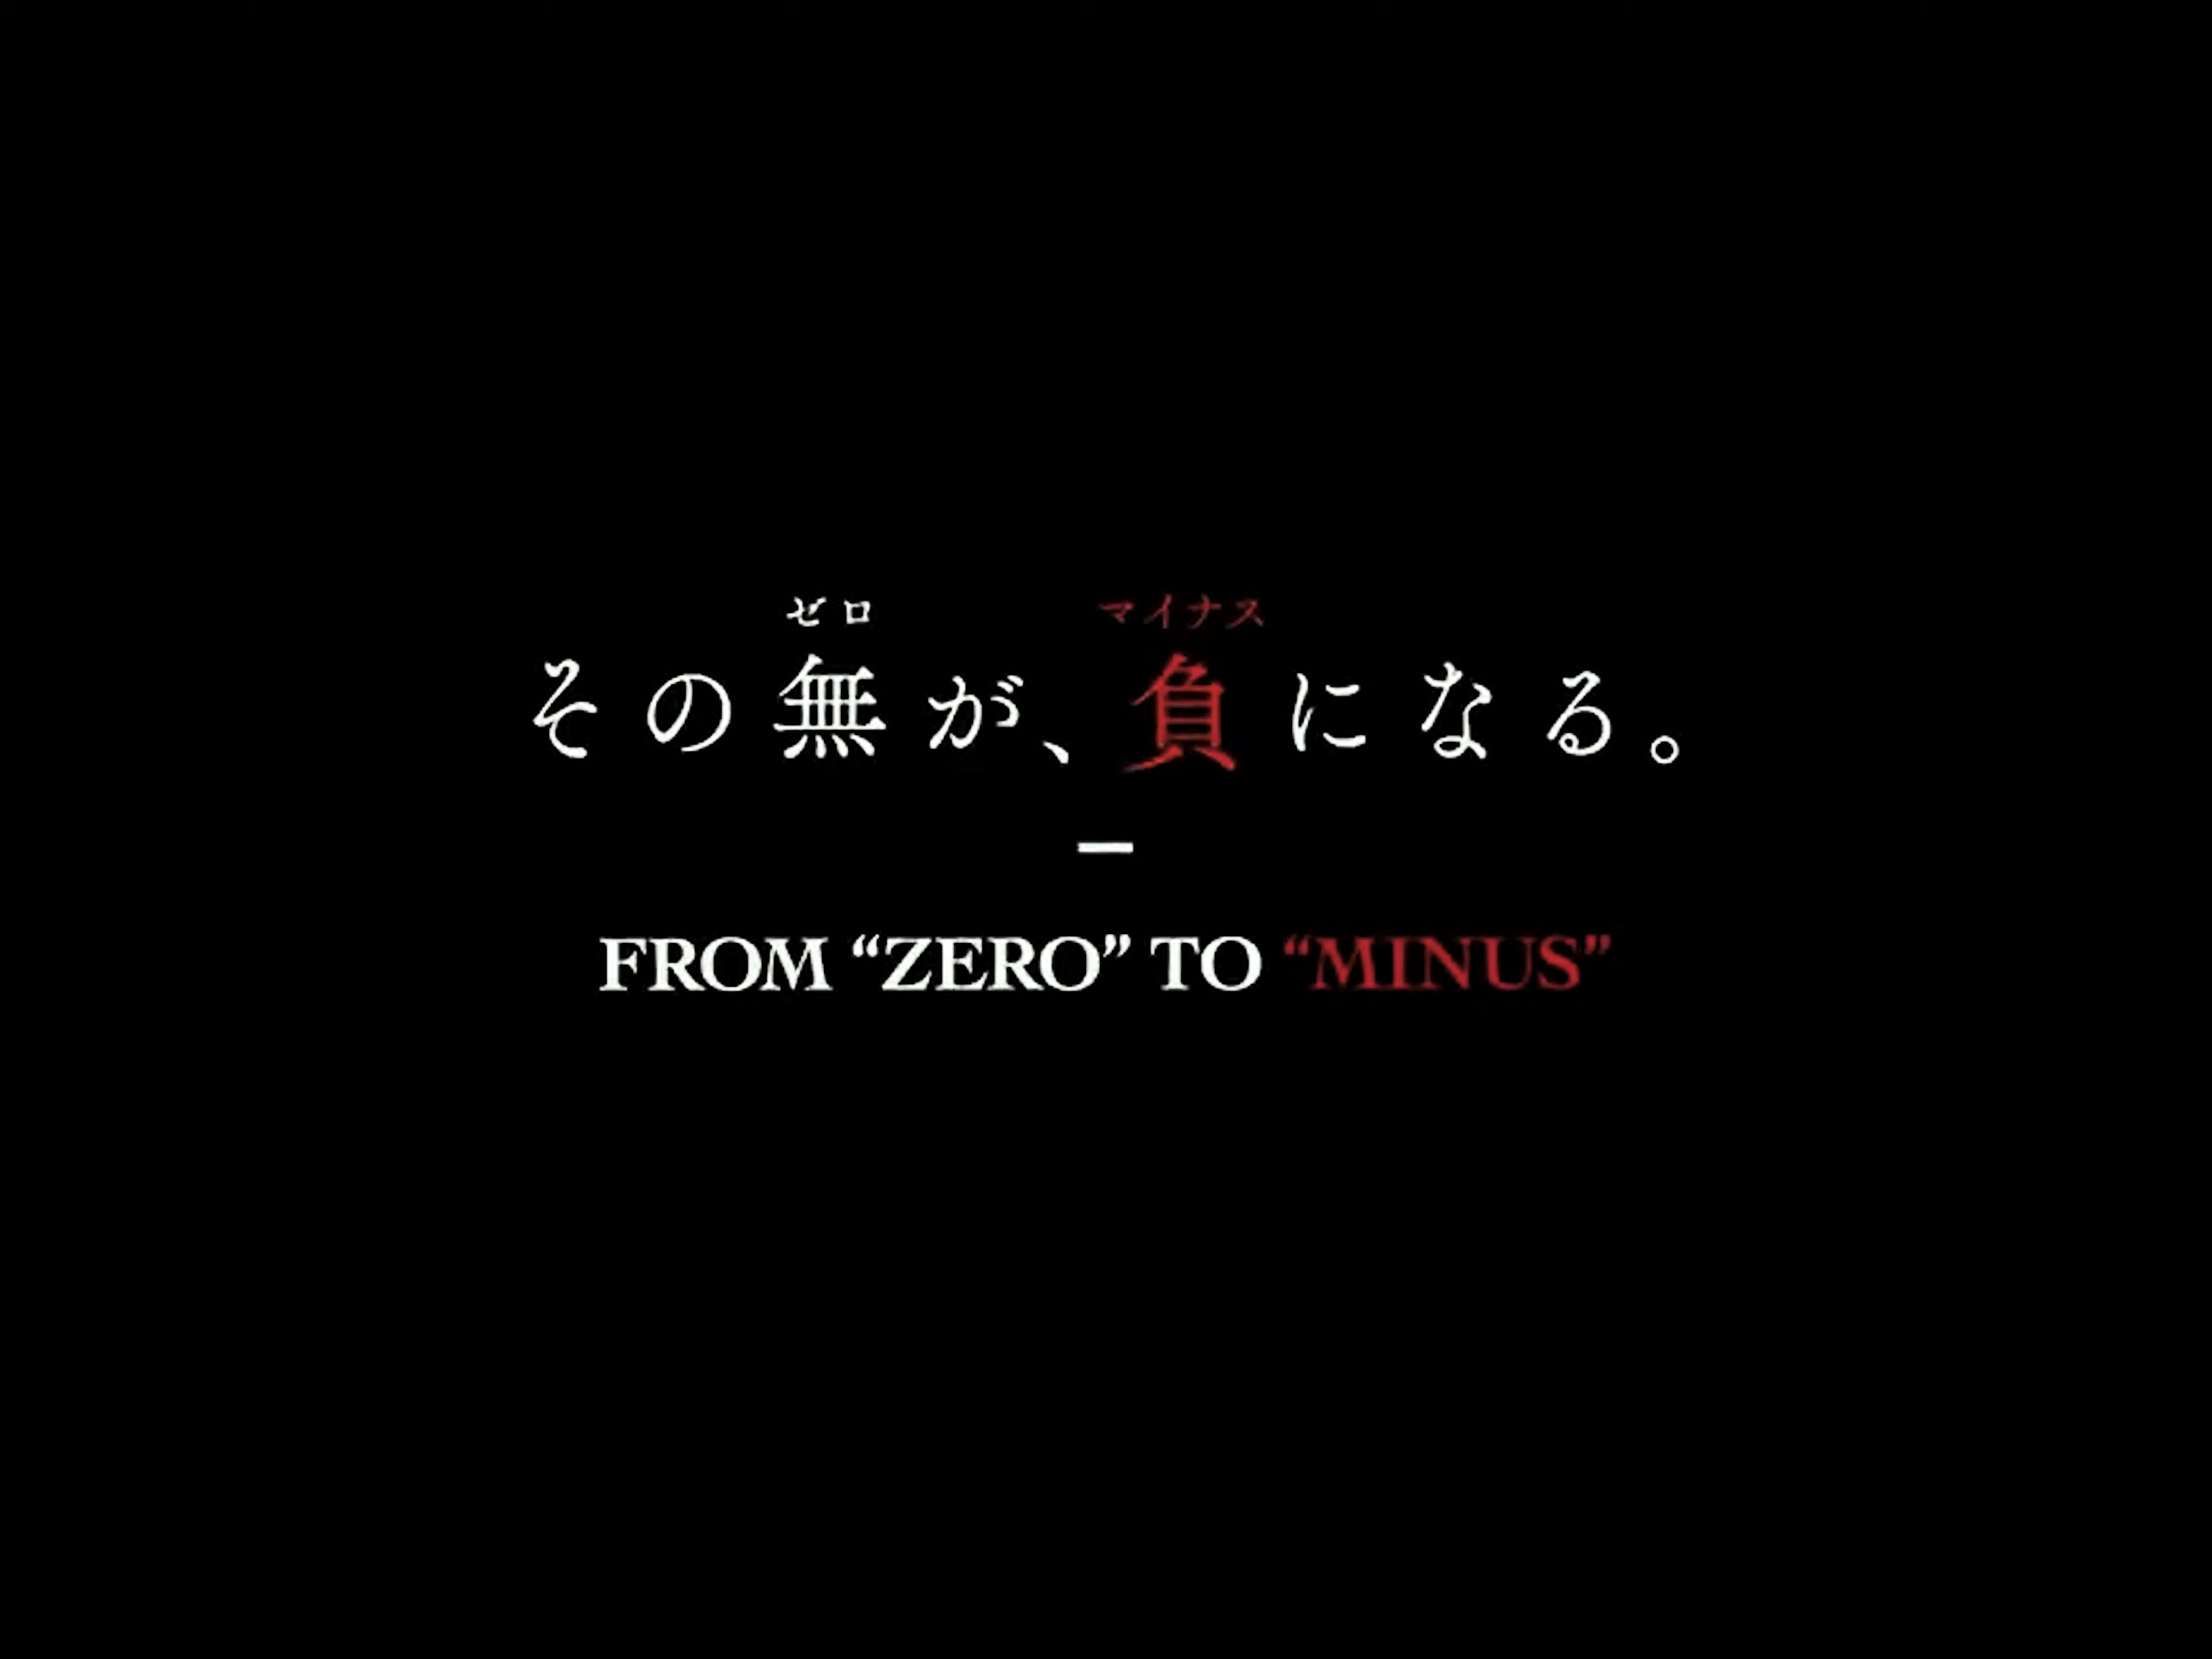 ゼロ マイナス
その無が、負になる。
FROM “ZERO” TO “MINUS”